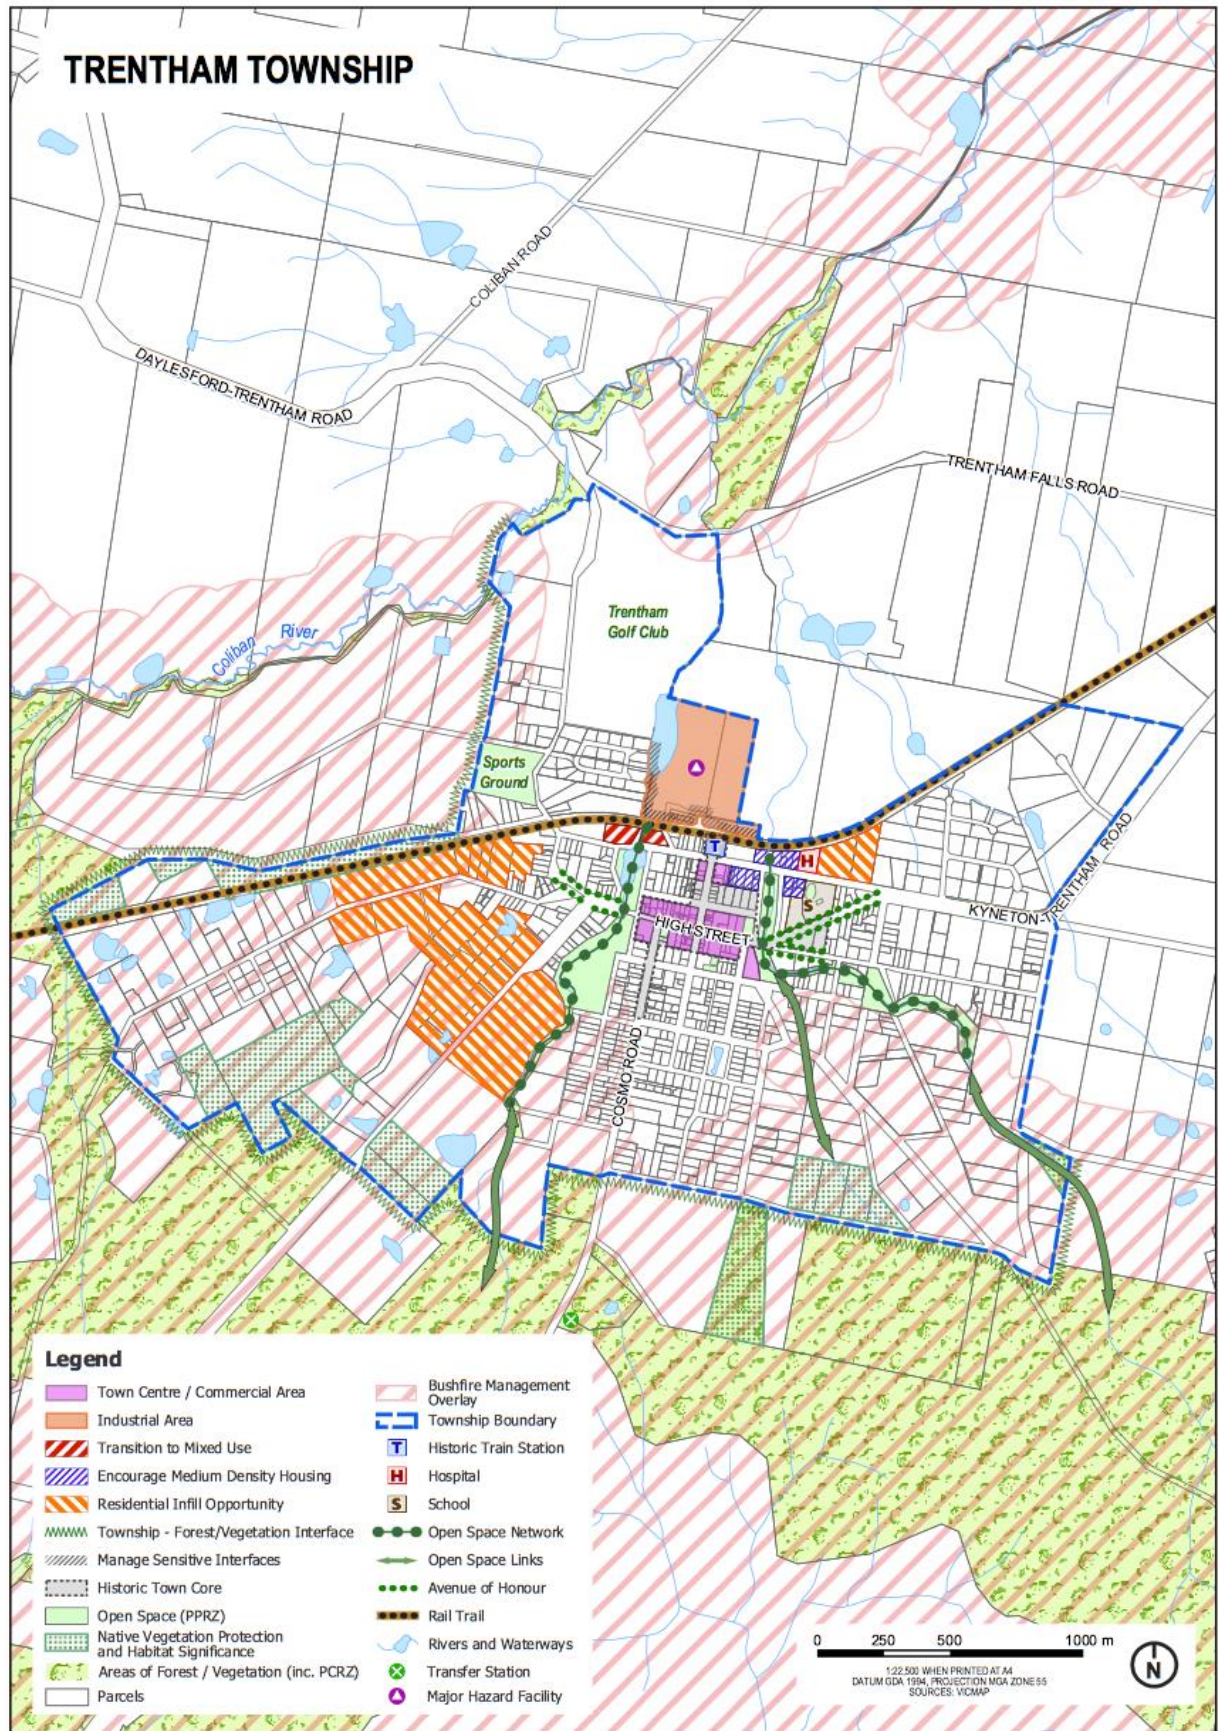 TRENTHAM TOWNSHIP
COLIBAN ROAD
DAYLESFORD-TRENTHAM ROAD
TRENTHAM FALLS ROAD
Trentham
Golf Club
Coliban River
Sports
Ground
T
H
S
KYNETON-TRENTHAM ROAD
HIGH STREET
COSMO ROAD
Legend
Town Centre / Commercial Area
Industrial Area
Transition to Mixed Use
Encourage Medium Density Housing
Residential Infill Opportunity
Township - Forest/Vegetation Interface
Manage Sensitive Interfaces
Historic Town Core
Open Space (PPRZ)
Native Vegetation Protection
and Habitat Significance
Areas of Forest / Vegetation (inc. PCRZ)
Parcels
Bushfire Management
Overlay
Township Boundary
T Historic Train Station
H Hospital
S School
Open Space Network
Open Space Links
Avenue of Honour
Rail Trail
Rivers and Waterways
Transfer Station
Major Hazard Facility
0 250 500 1000 m
1:22,500 WHEN PRINTED AT A4
DATUM GDA 1994, PROJECTION MGA ZONE 55
SOURCES: VICMAP
N